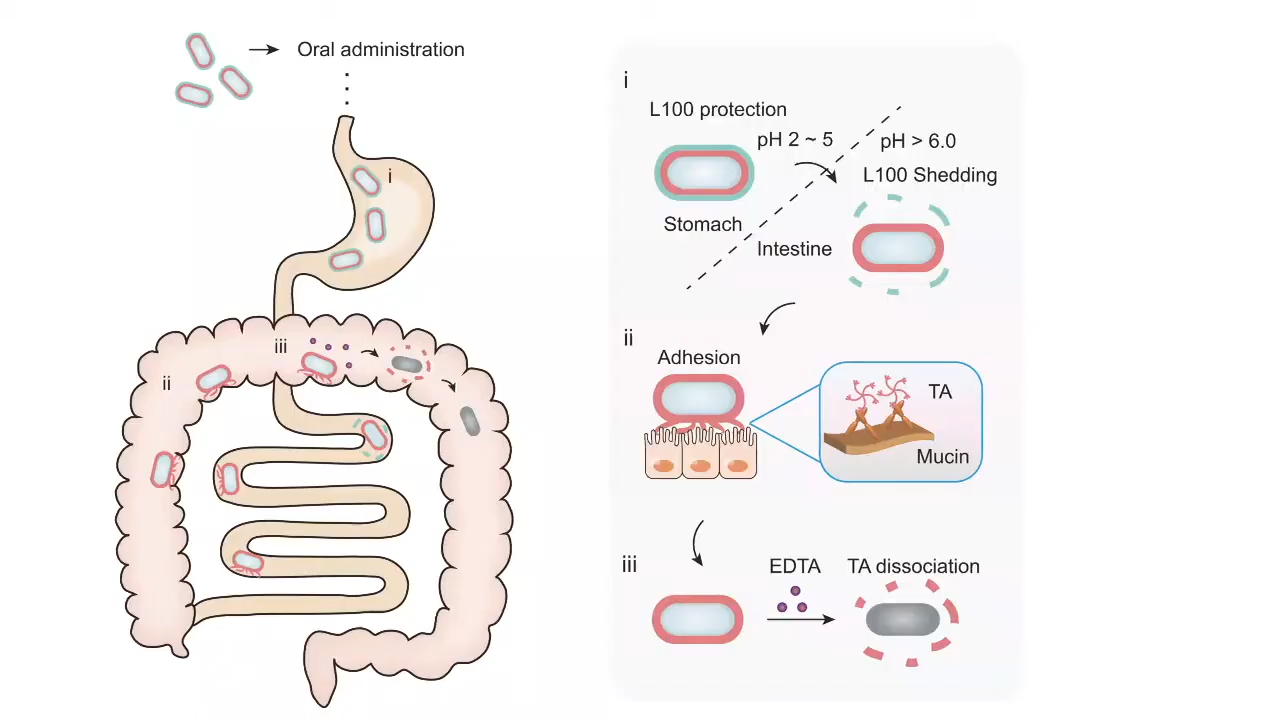 Oral administration
i
ii
iii
i
L100 protection
pH 2 ~ 5
pH > 6.0
L100 Shedding
Stomach
Intestine
ii
Adhesion
TA
Mucin
iii
EDTA
TA dissociation